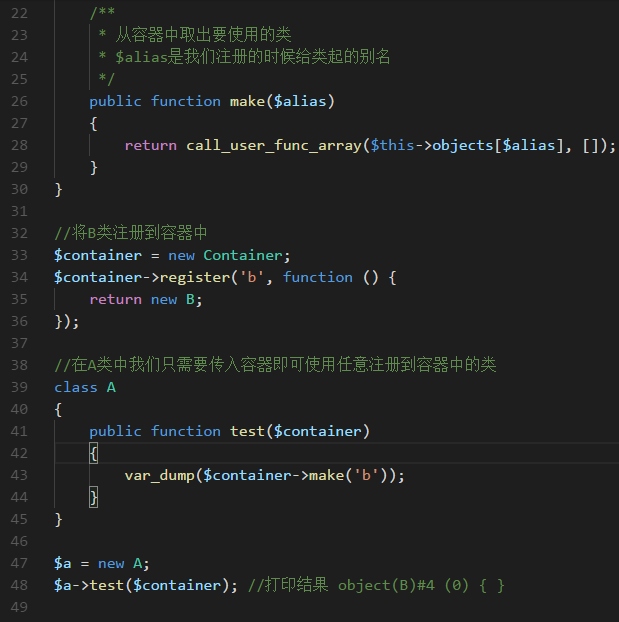 22     /**
23      * 从容器中取出要使用的类
24      * $alias是我们注册的时候给类起的别名
25      */
26     public function make($alias)
27     {
28         return call_user_func_array($this->objects[$alias], []);
29     }
30 }
31
32 //将B类注册到容器中
33 $container = new Container;
34 $container->register('b', function () {
35     return new B;
36 });
37
38 //在A类中我们只需要传入容器即可使用任意注册到容器中的类
39 class A
40 {
41     public function test($container)
42     {
43         var_dump($container->make('b'));
44     }
45 }
46
47 $a = new A;
48 $a->test($container); //打印结果 object(B)#4 (0) { }
49